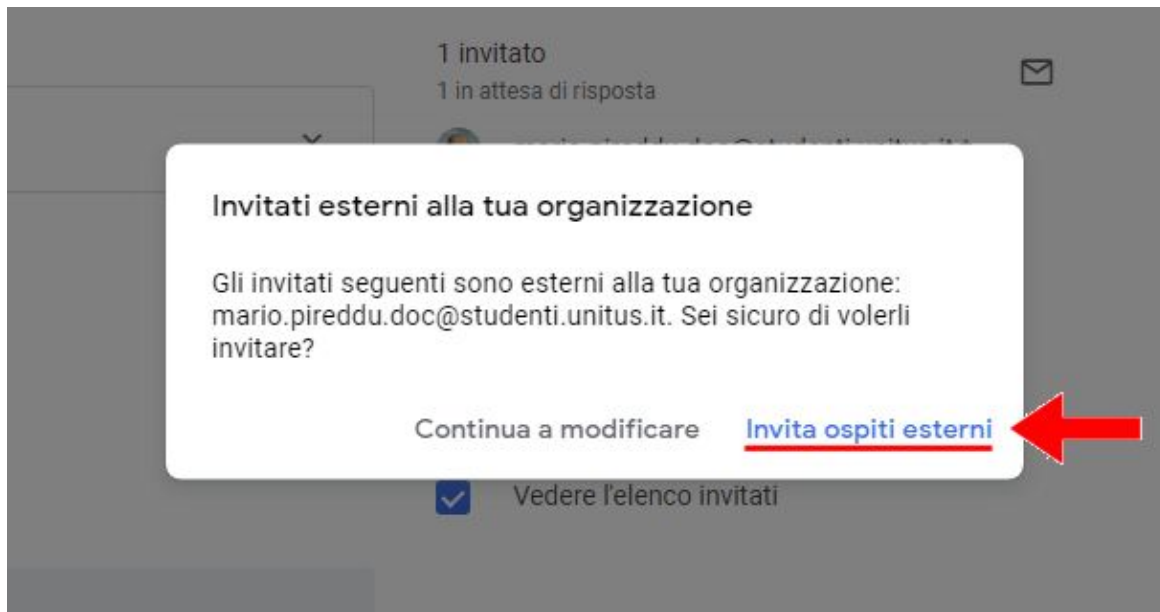 1 invitato
1 in attesa di risposta
Invitati esterni alla tua organizzazione
Gli invitati seguenti sono esterni alla tua organizzazione:
mario.pireddu.doc@studenti.unitus.it. Sei sicuro di volerli
invitare?
Continua a modificare Invita ospiti esterni
Vedere l'elenco invitati